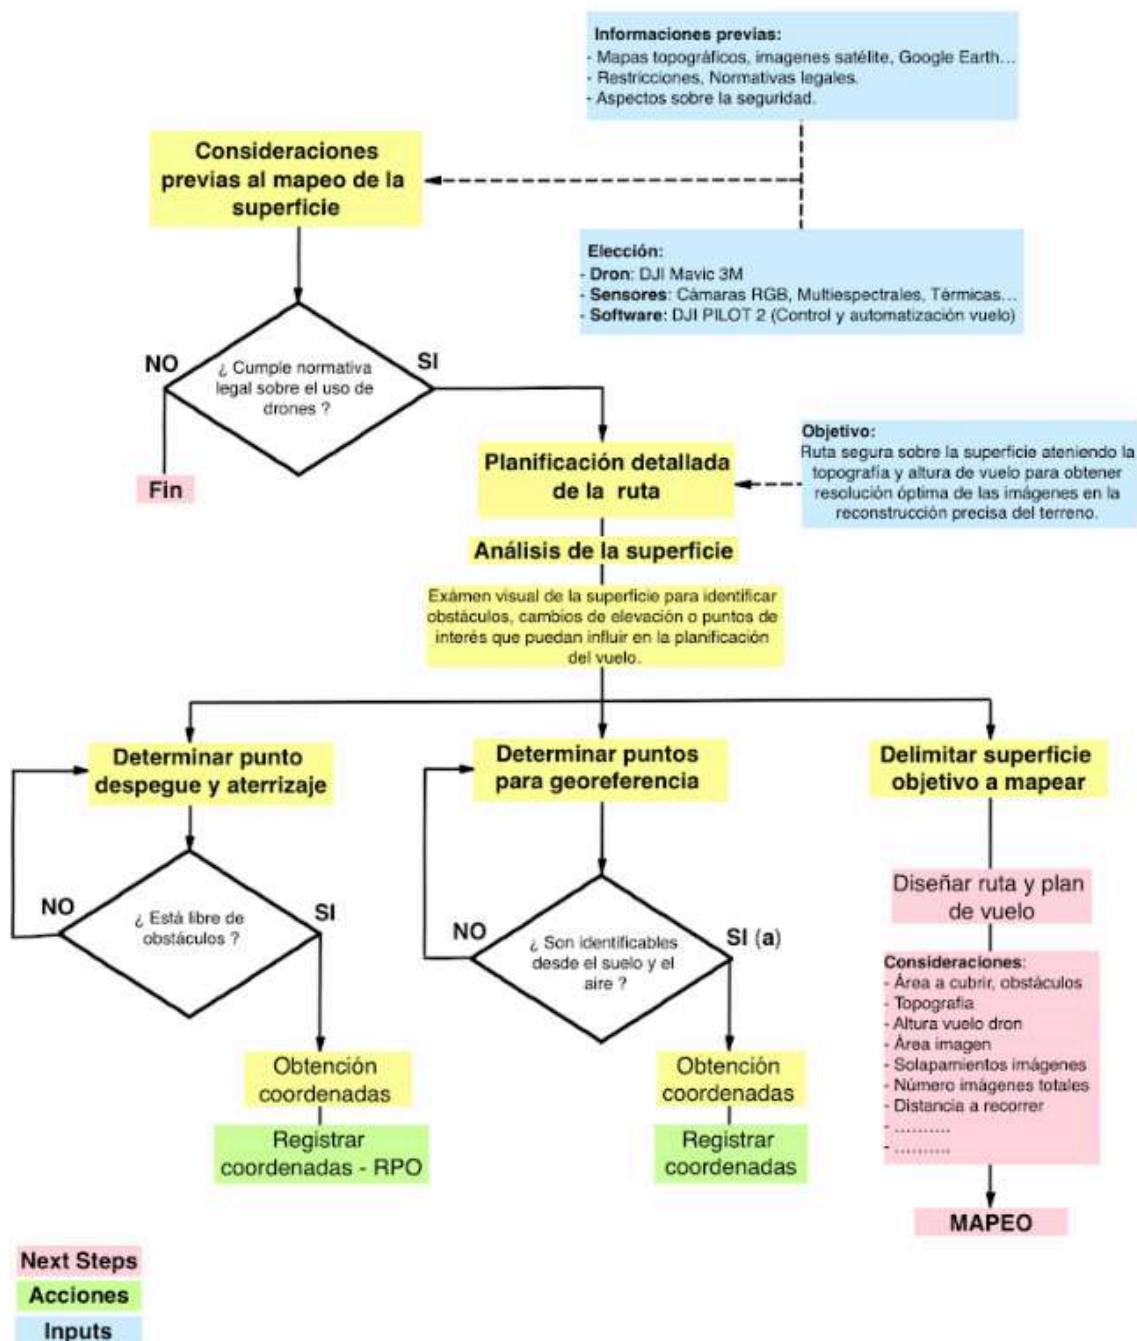 Informaciones previas:
- Mapas topográficos, imagenes satélite, Google Earth...
- Restricciones, Normativas legales.
- Aspectos sobre la seguridad.
Consideraciones
previas al mapeo de la
superficie
Elección:
- Dron: DJI Mavic 3M
- Sensores: Cámaras RGB, Multiespectrales, Térmicas...
- Software: DJI PILOT 2 (Control y automatización vuelo)
NO
SI
¿ Cumple normativa
legal sobre el uso de
drones ?
Fin
Planificación detallada
de la ruta
Objetivo:
Ruta segura sobre la superficie ateniendo la
topografía y altura de vuelo para obtener
resolución óptima de las imágenes en la
reconstrucción precisa del terreno.
Análisis de la superficie
Exámen visual de la superficie para identificar
obstáculos, cambios de elevación o puntos de
interés que puedan influir en la planificación
del vuelo.
Determinar punto
despegue y aterrizaje
NO
SI
¿ Está libre de
obstáculos ?
Obtención
coordenadas
Registrar
coordenadas - RPO
Determinar puntos
para georeferencia
NO
SI (a)
¿ Son identificables
desde el suelo y el
aire ?
Obtención
coordenadas
Registrar
coordenadas
Delimitar superficie
objetivo a mapear
Diseñar ruta y plan
de vuelo
Consideraciones:
- Área a cubrir, obstáculos
- Topografia
- Altura vuelo dron
- Área imagen
- Solapamientos imágenes
- Número imágenes totales
- Distancia a recorrer
- ..........
- ..........
MAPEO
Next Steps
Acciones
Inputs